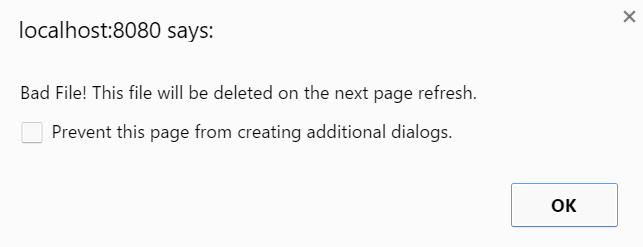 localhost:8080 says:
Bad File! This file will be deleted on the next page refresh.
Prevent this page from creating additional dialogs.
OK